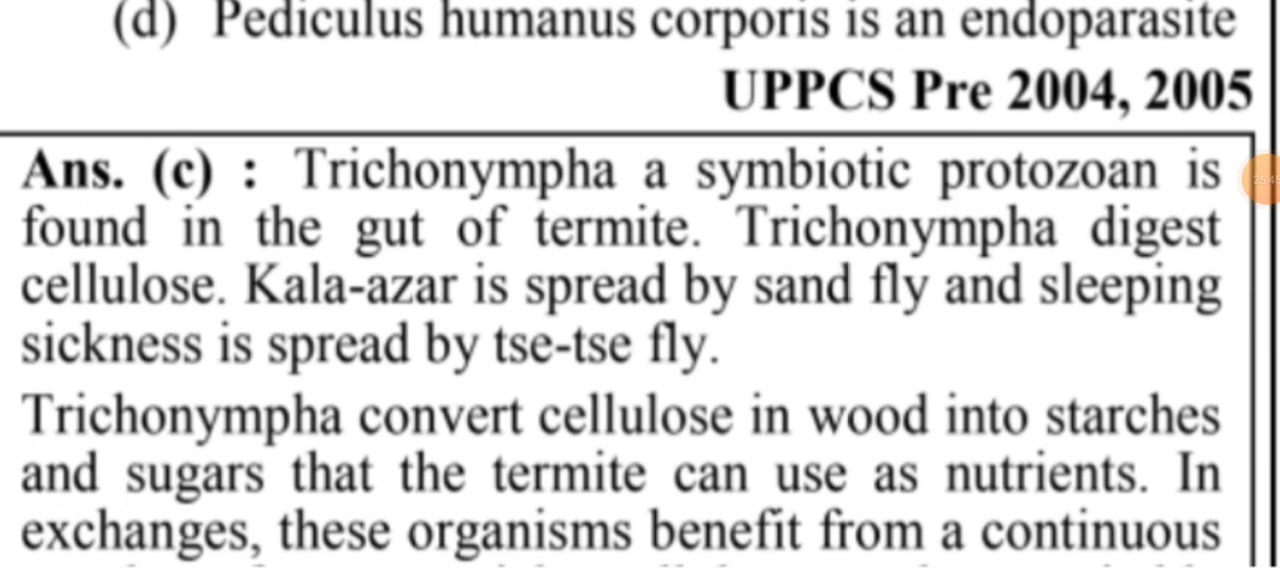 (d) Pediculus humanus corporis is an endoparasite
UPPCS Pre 2004, 2005
Ans. (c) : Trichonympha a symbiotic protozoan is
found in the gut of termite. Trichonympha digest
cellulose. Kala-azar is spread by sand fly and sleeping
sickness is spread by tse-tse fly.
Trichonympha convert cellulose in wood into starches
and sugars that the termite can use as nutrients. In
exchanges, these organisms benefit from a continuous